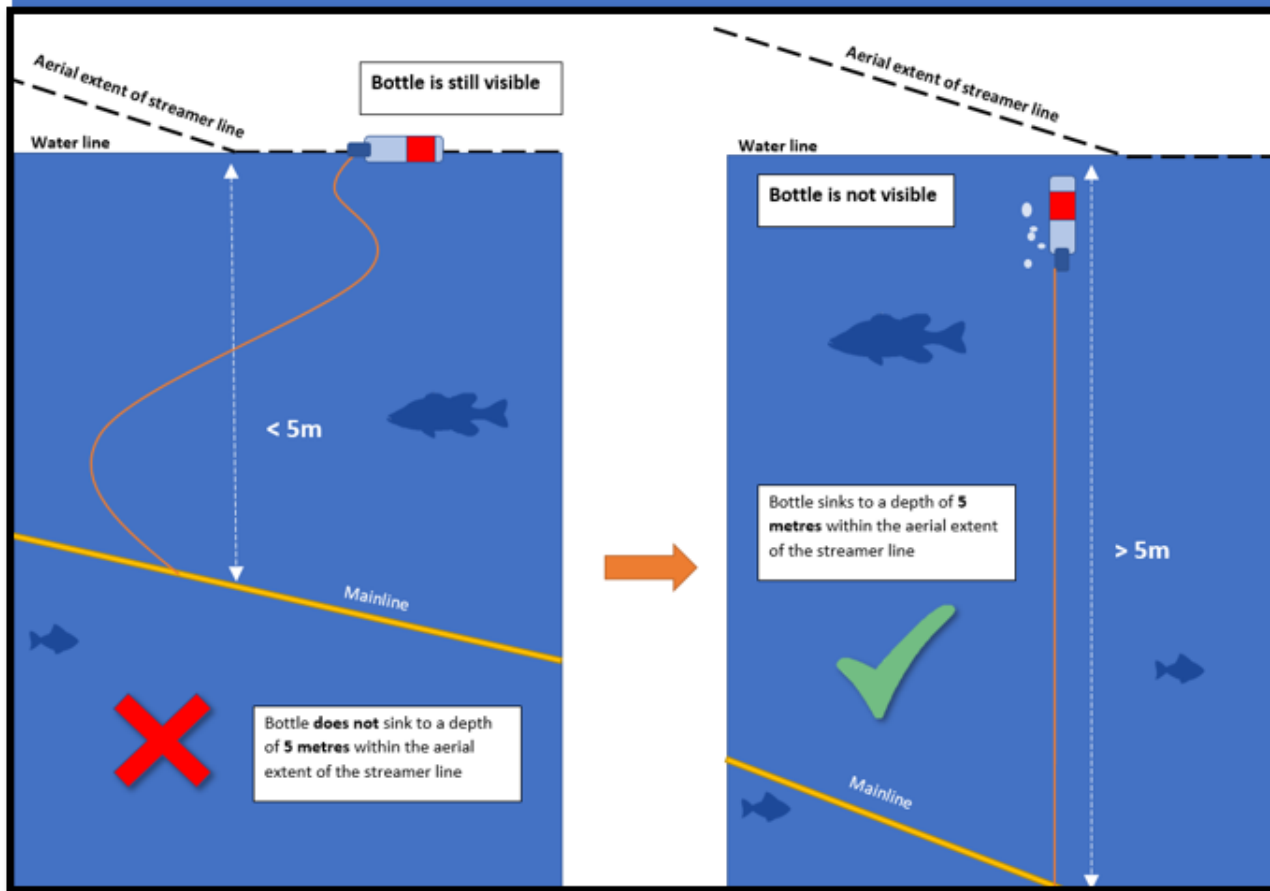 Aerial extent of streamer line
Bottle is still visible
Water line
< 5m
Mainline
Bottle does not sink to a depth
of 5 metres within the aerial
extent of the streamer line
Aerial extent of streamer line
Water line
Bottle is not visible
Bottle sinks to a depth of 5
metres within the aerial extent
of the streamer line
> 5m
Mainline